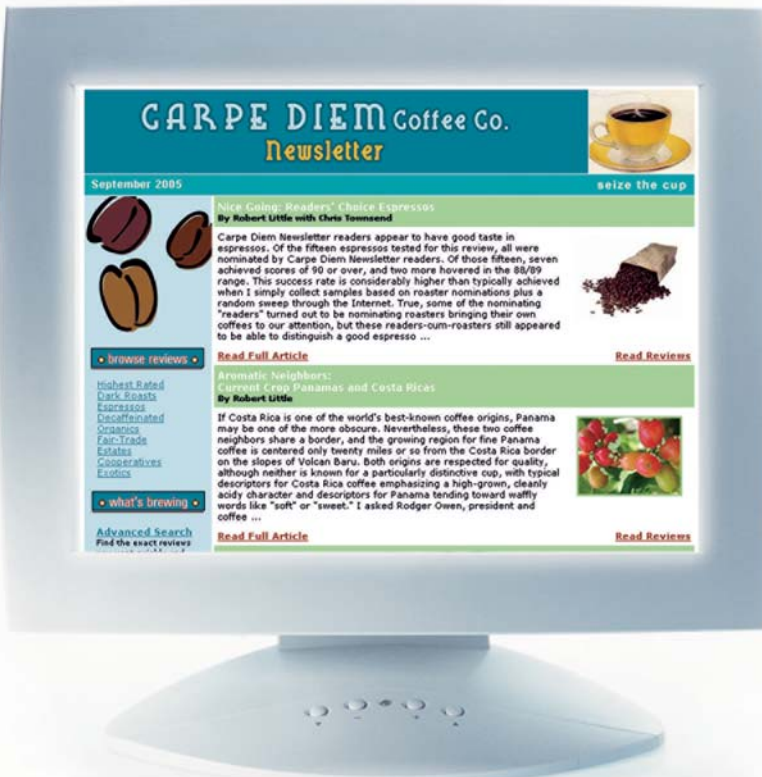 CARPE DIEM Coffee Co.
Newsletter
September 2005
seize the cup
• browse reviews •
Highest Rated
Dark Roasts
Espressos
Decaffeinated
Organics
Fair-Trade
Estates
Cooperatives
Exotics
• what's brewing •
Advanced Search
Find the exact reviews
Nice Going: Readers' Choice Espressos
By Robert Little with Chris Townsend
Carpe Diem Newsletter readers appear to have good taste in
espressos. Of the fifteen espressos tested for this review, all were
nominated by Carpe Diem Newsletter readers. Of those fifteen, seven
achieved scores of 90 or over, and two more hovered in the 88/89
range. This success rate is considerably higher than typically achieved
when I simply collect samples based on roaster nominations plus a
random sweep through the Internet. True, some of the nominating
"readers" turned out to be nominating roasters bringing their own
coffees to our attention, but these readers-cum-roasters still appeared
to be able to distinguish a good espresso ...
Read Full Article
Read Reviews
Aromatic Neighbors:
Current Crop Panamas and Costa Ricas
By Robert Little
If Costa Rica is one of the world's best-known coffee origins, Panama
may be one of the more obscure. Nevertheless, these two coffee
neighbors share a border, and the growing region for fine Panama
coffee is centered only twenty miles or so from the Costa Rica border
on the slopes of Volcan Baru. Both origins are respected for quality,
although neither is known for a particularly distinctive cup, with typical
descriptors for Costa Rica coffee emphasizing a high-grown, cleanly
acidy character and descriptors for Panama tending toward waffly
words like "soft" or "sweet." I asked Rodger Owen, president and
coffee ...
Read Full Article
Read Reviews